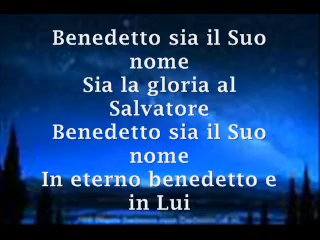 Benedetto sia il Suo
nome
Sia la gloria al
Salvatore
Benedetto sia il Suo
nome
In eterno benedetto e
in Lui